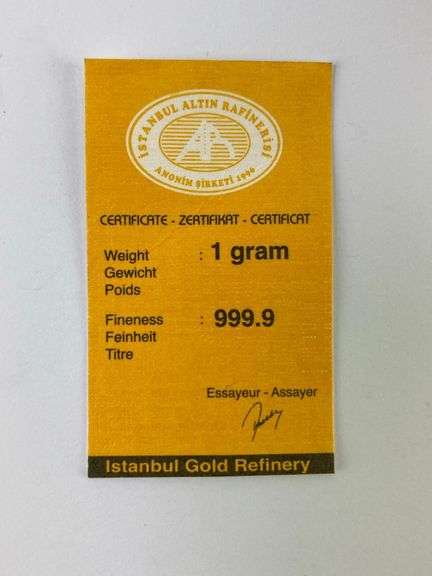 İSTANBUL ALTIN RAFİNERİSİ
ANONİM ŞİRKETİ 1996
CERTIFICATE - ZERTIFIKAT - CERTIFICAT
Weight : 1 gram
Gewicht
Poids
Fineness : 999.9
Feinheit
Titre
Essayeur - Assayer
Istanbul Gold Refinery